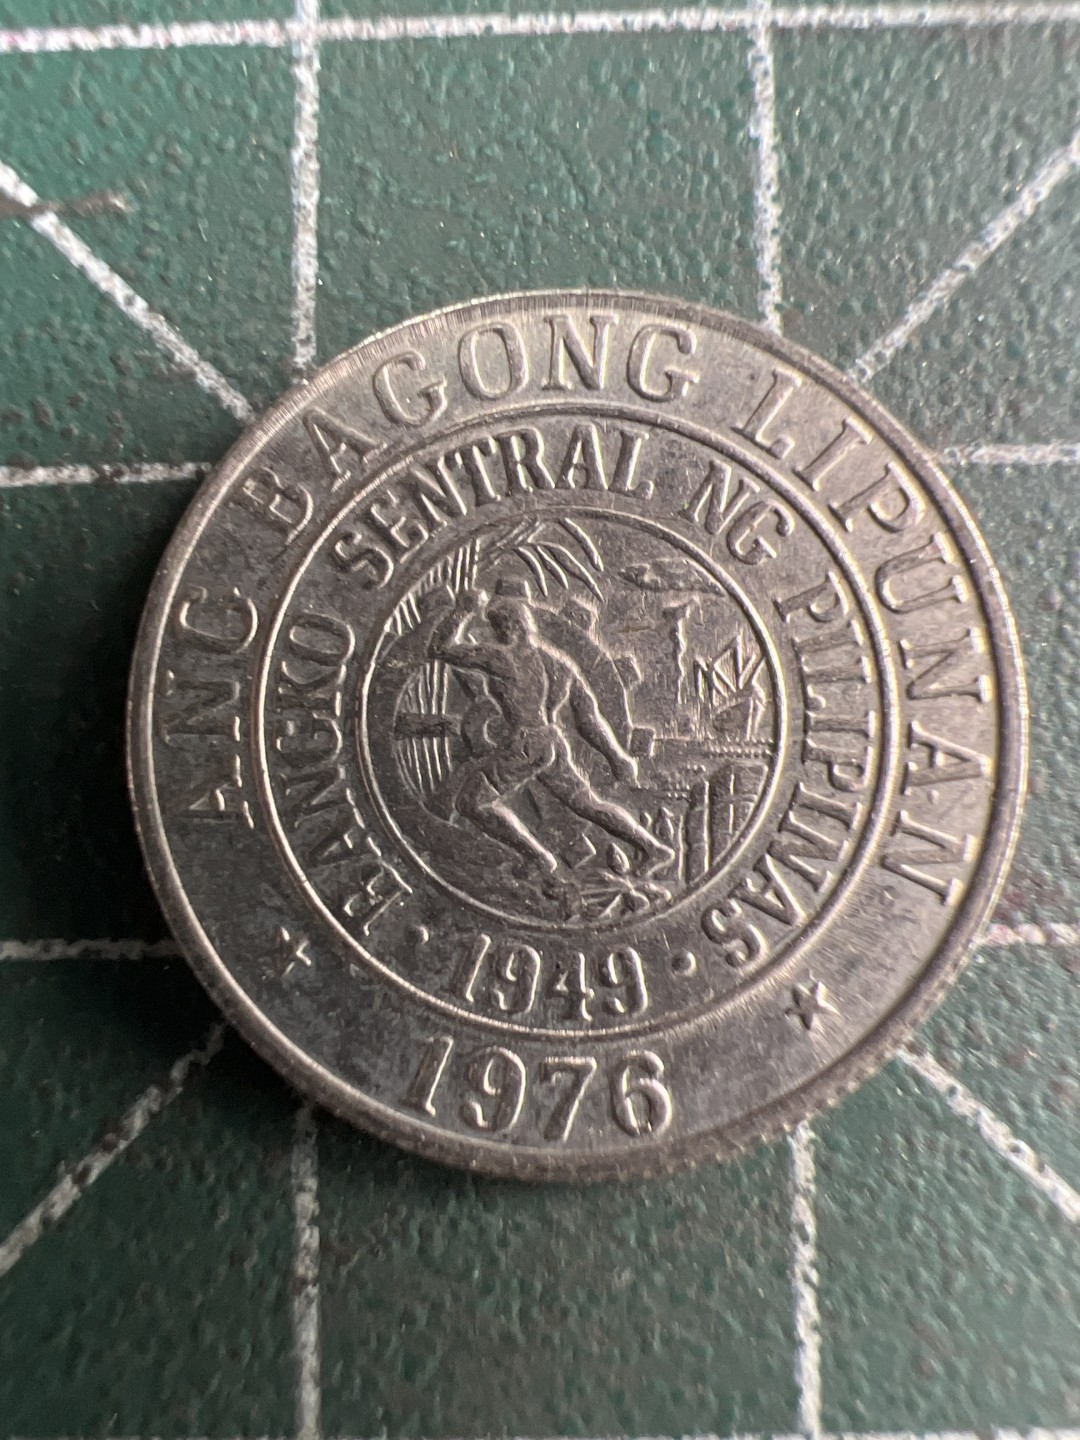 ANG BAGONG LIPUNAN
BANGKO SENTRAL NG PILIPINAS
· 1949 ·
1976